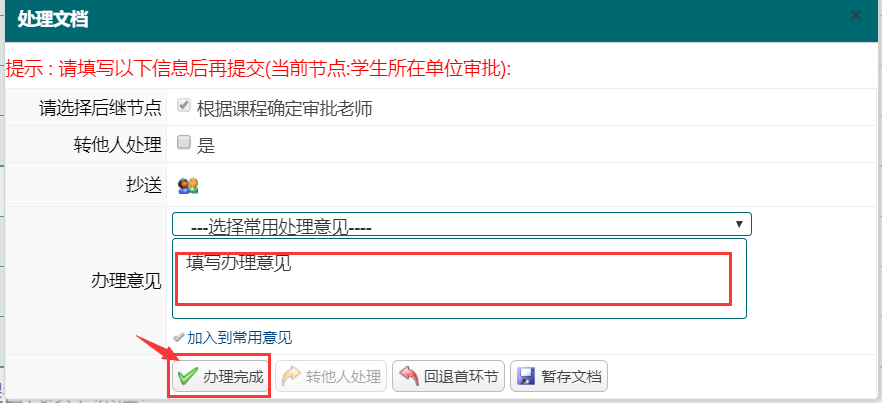 处理文档
提示 : 请填写以下信息后再提交(当前节点:学生所在单位审批):
请选择后继节点 根据课程确定审批老师
转他人处理 是
抄送
---选择常用处理意见----
办理意见 填写办理意见
加入到常用意见
办理完成 转他人处理 回退首环节 暂存文档